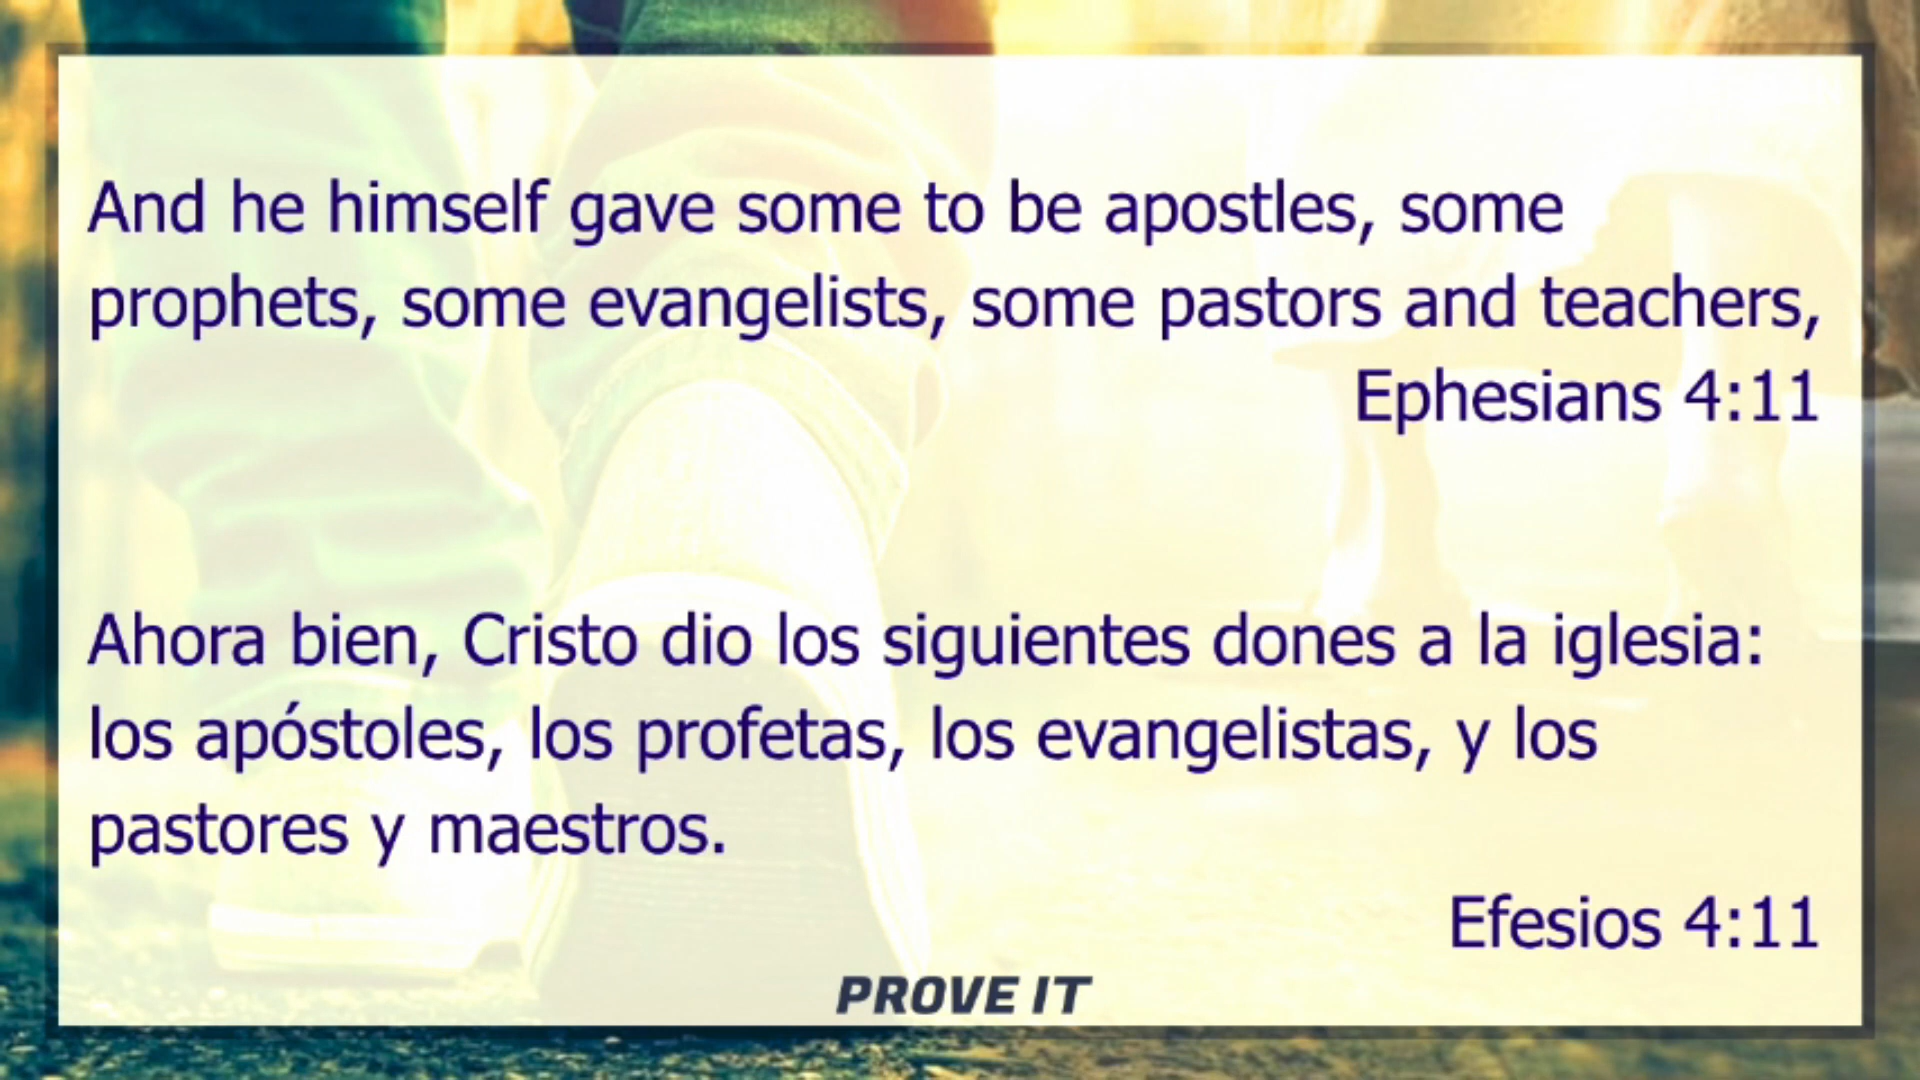 And he himself gave some to be apostles, some
prophets, some evangelists, some pastors and teachers,
Ephesians 4:11
Ahora bien, Cristo dio los siguientes dones a la iglesia:
los apóstoles, los profetas, los evangelistas, y los
pastores y maestros.
Efesios 4:11
PROVE IT